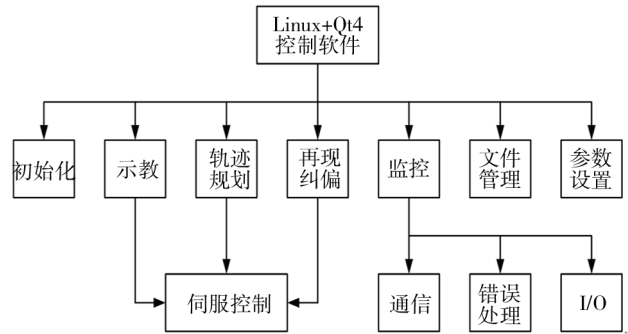 Linux+Qt4
控制软件
初始化
示教
轨迹
规划
再现
纠偏
监控
文件
管理
参数
设置
伺服控制
通信
错误
处理
I/O